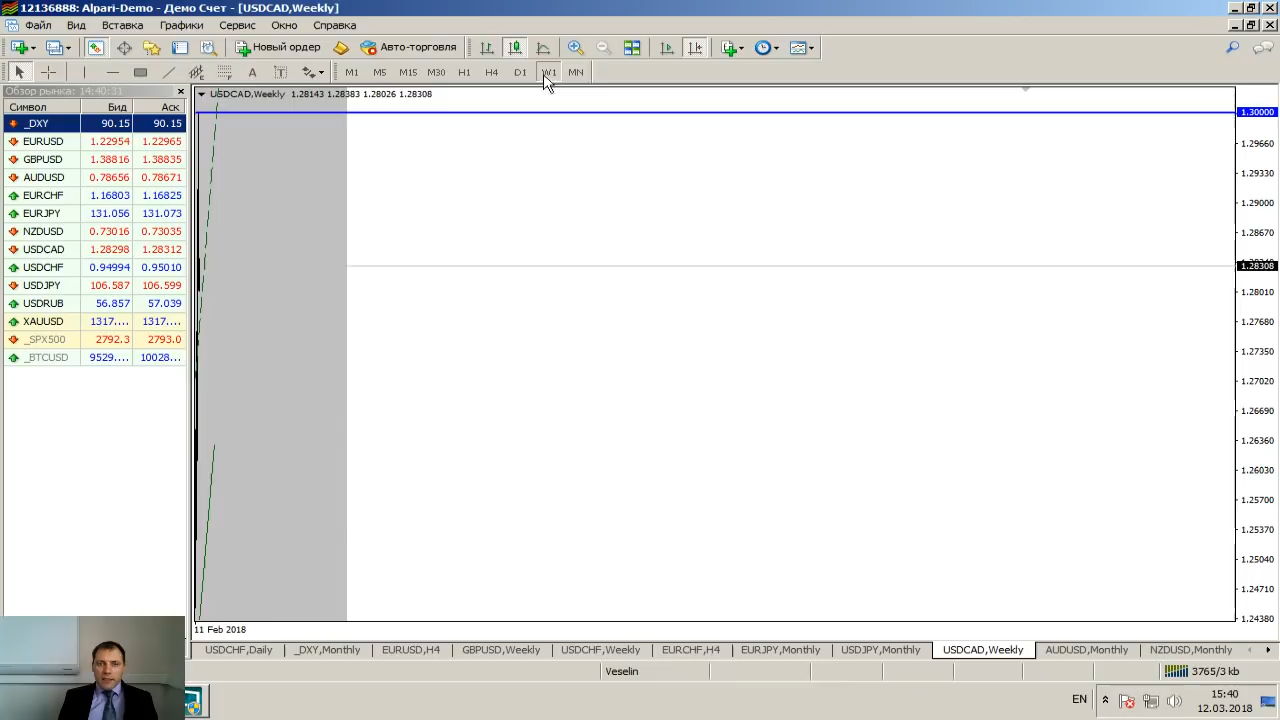 12136888: Alpari-Demo - Демо Счет - [USDCAD,Weekly]
Файл Вид Вставка Графики Сервис Окно Справка
Новый ордер Авто-торговля
A T M1 M5 M15 M30 H1 H4 D1 W1 MN
Обзор рынка: 14:40:31
Символ Бид Аск
_DXY 90.15 90.15
EURUSD 1.22954 1.22965
GBPUSD 1.38816 1.38835
AUDUSD 0.78656 0.78671
EURCHF 1.16803 1.16825
EURJPY 131.056 131.073
NZDUSD 0.73016 0.73035
USDCAD 1.28298 1.28312
USDCHF 0.94994 0.95010
USDJPY 106.587 106.599
USDRUB 56.857 57.039
XAUUSD 1317.... 1317....
_SPX500 2792.3 2793.0
_BTCUSD 9529.... 10028...
USDCAD,Weekly 1.28143 1.28383 1.28026 1.28308
1.30000
1.29660
1.29330
1.29000
1.28670
1.28308
1.28010
1.27680
1.27350
1.27020
1.26690
1.26360
1.26030
1.25700
1.25370
1.25040
1.24710
1.24380
11 Feb 2018
USDCHF,Daily _DXY,Monthly EURUSD,H4 GBPUSD,Weekly USDCHF,Weekly EURCHF,H4 EURJPY,Monthly USDJPY,Monthly USDCAD,Weekly AUDUSD,Monthly NZDUSD,Monthly
Veselin 3765/3 kb
EN 15:40
12.03.2018